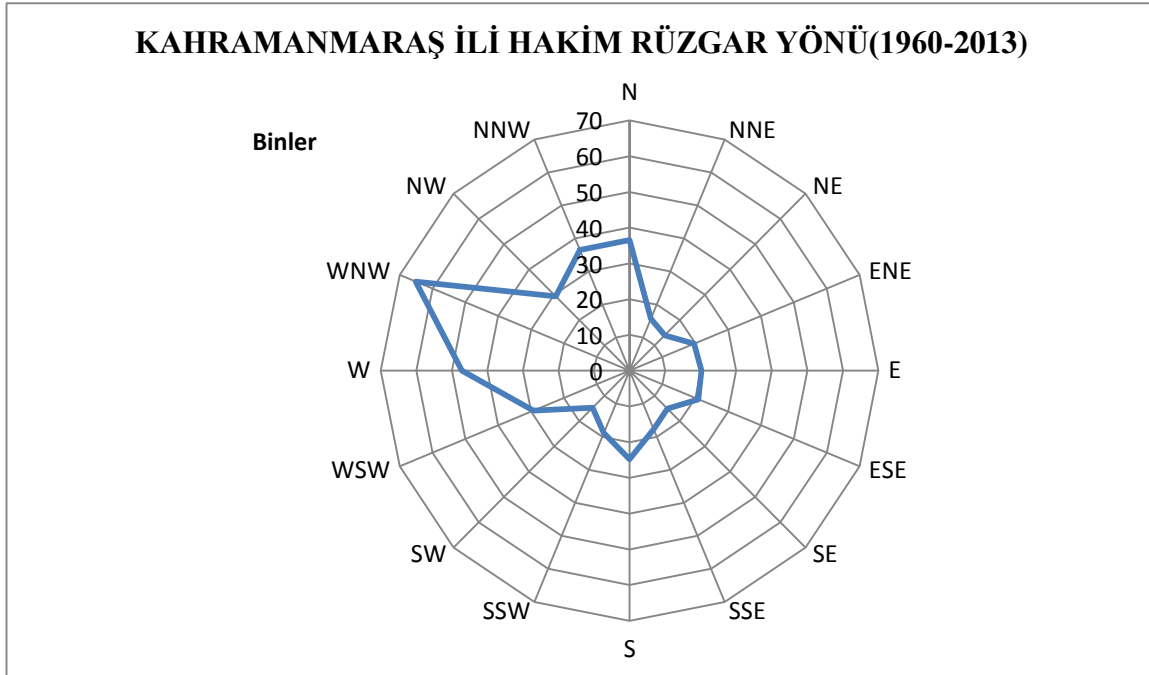 KAHRAMANMARAŞ İLİ HAKİM RÜZGAR YÖNÜ(1960-2013)
Binler
N
NNE
NE
ENE
E
ESE
SE
SSE
S
SSW
SW
WSW
W
WNW
NW
NNW
70
60
50
40
30
20
10
0